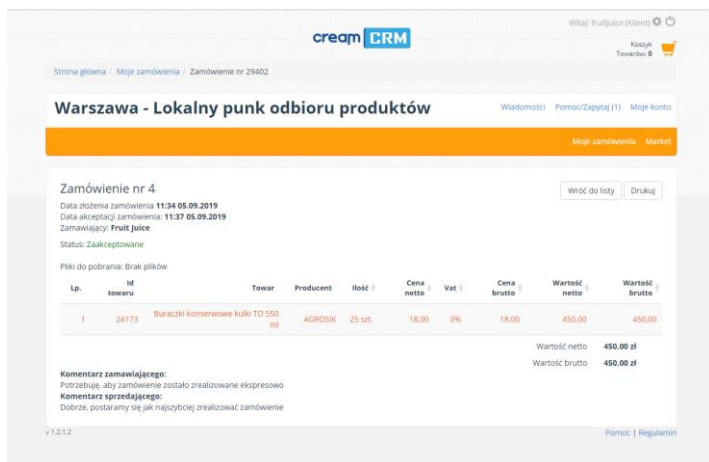 Witaj: fruitjuice (Klient)
cream CRM
Koszyk
Towarów: 0
Strona główna / Moje zamówienia / Zamówienie nr 29402
Warszawa - Lokalny punk odbioru produktów
Wiadomości Pomoc/Zapytaj (1) Moje konto
Moje zamówienia Market
Zamówienie nr 4
Wróć do listy Drukuj
Data złożenia zamówienia 11:34 05.09.2019
Data akceptacji zamówienia: 11:37 05.09.2019
Zamawiający: Fruit Juice
Status: Zaakceptowane
Pliki do pobrania: Brak plików
Lp. Id towaru Towar Producent Ilość Cena netto Vat Cena brutto Wartość netto Wartość brutto
1 24173 Buraczki konserwowe kulki TO 550 ml AGROSIK 25 szt. 18,00 0% 18,00 450,00 450,00
Wartość netto 450,00 zł
Wartość brutto 450,00 zł
Komentarz zamawiającego:
Potrzebuję, aby zamówienie zostało zrealizowane ekspresowo
Komentarz sprzedającego:
Dobrze, postaramy się jak najszybciej zrealizować zamówienie
v 1.2.1.2
Pomoc | Regulamin